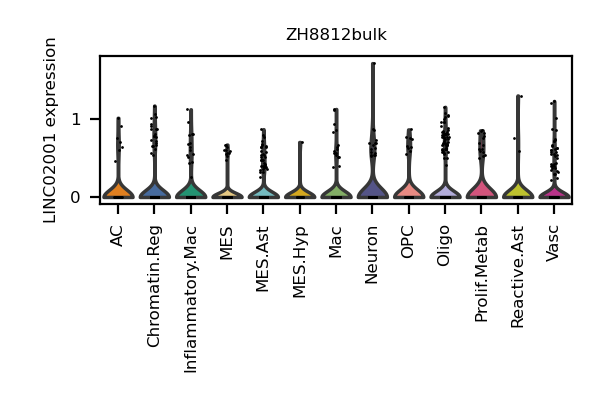 ZH8812bulk
LINC02001 expression
1
0
AC
Chromatin.Reg
Inflammatory.Mac
MES
MES.Ast
MES.Hyp
Mac
Neuron
OPC
Oligo
Prolif.Metab
Reactive.Ast
Vasc